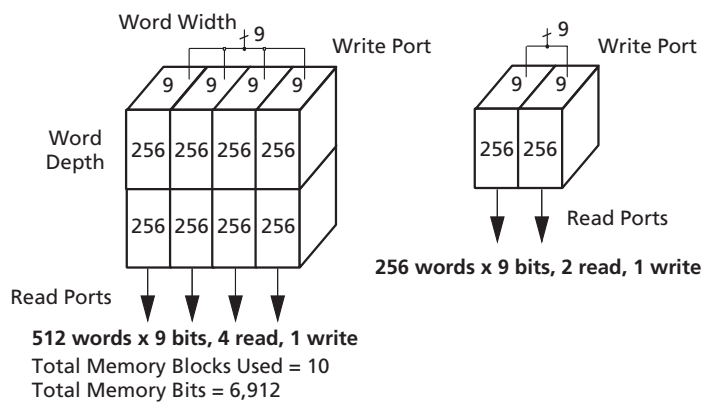 Word Width
9
Write Port
9 9 9 9
Word
Depth
256 256 256 256
256 256 256 256
Read Ports
512 words x 9 bits, 4 read, 1 write
Total Memory Blocks Used = 10
Total Memory Bits = 6,912
9
Write Port
9 9
256 256
Read Ports
256 words x 9 bits, 2 read, 1 write